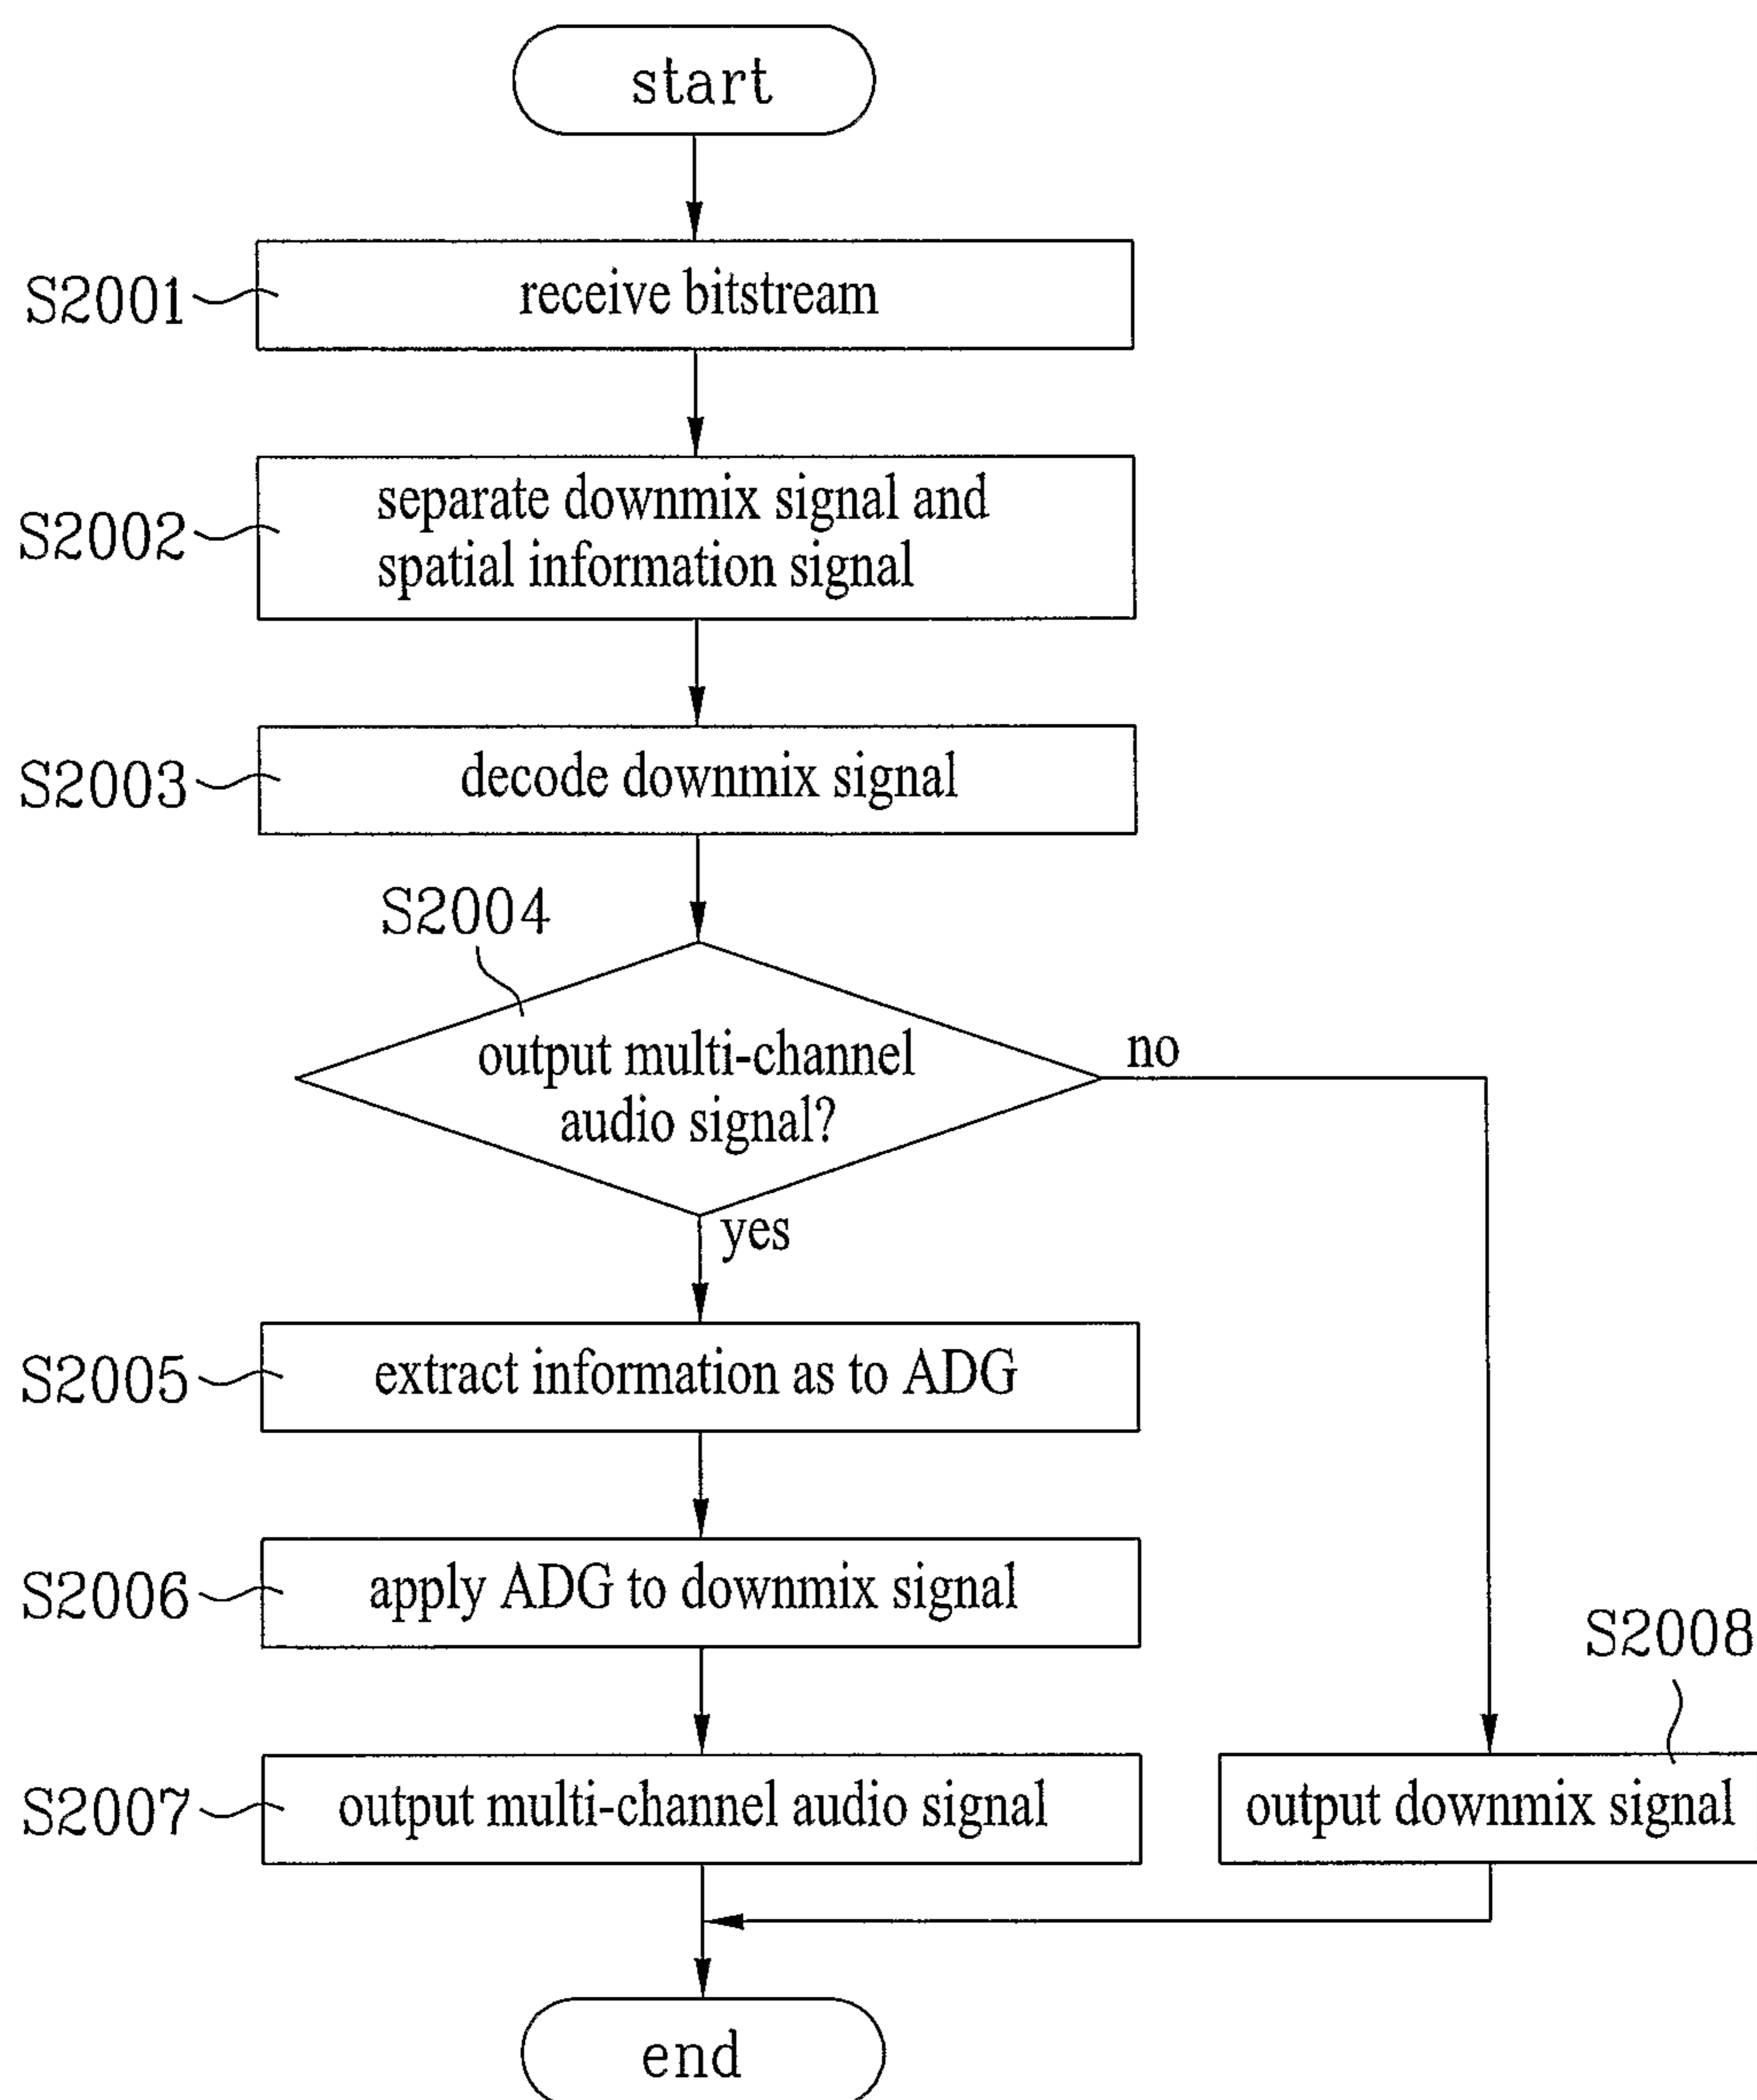 start
S2001
receive bitstream
S2002
separate downmix signal and
spatial information signal
S2003
decode downmix signal
S2004
output multi-channel
audio signal?
no
yes
S2005
extract information as to ADG
S2006
apply ADG to downmix signal
S2007
output multi-channel audio signal
S2008
output downmix signal
end